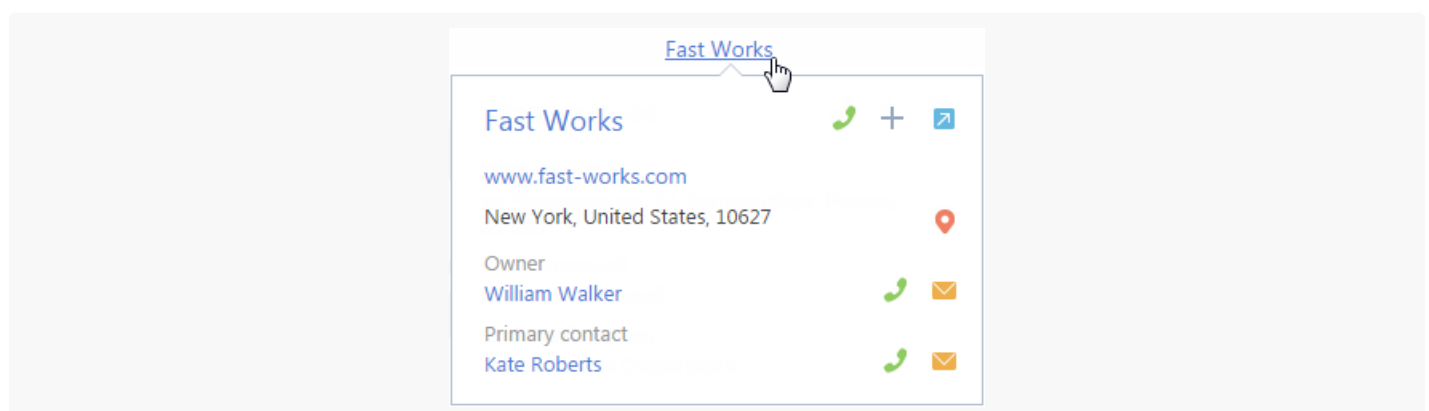 Fast Works
Fast Works
www.fast-works.com
New York, United States, 10627
Owner
William Walker
Primary contact
Kate Roberts